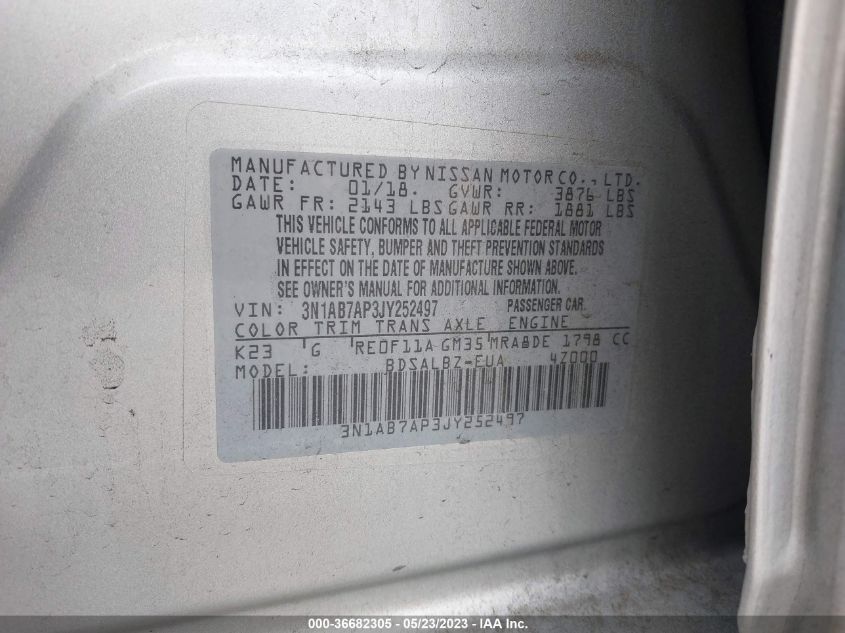 MANUFACTURED BY NISSAN MOTOR CO., LTD.
DATE: 01/18. GVWR: 3876 LBS
GAWR FR: 2143 LBS GAWR RR: 1881 LBS
THIS VEHICLE CONFORMS TO ALL APPLICABLE FEDERAL MOTOR
VEHICLE SAFETY, BUMPER AND THEFT PREVENTION STANDARDS
IN EFFECT ON THE DATE OF MANUFACTURE SHOWN ABOVE.
SEE OWNER'S MANUAL FOR ADDITIONAL INFORMATION.
VIN: 3N1AB7AP3JY252497 PASSENGER CAR.
COLOR TRIM TRANS AXLE ENGINE
K23 G RE0F11A GM35 MRA8DE 1798 CC
MODEL: BDSALBZ-EUA 4Z000
3N1AB7AP3JY252497
000-36682305 - 05/23/2023 - IAAI.com